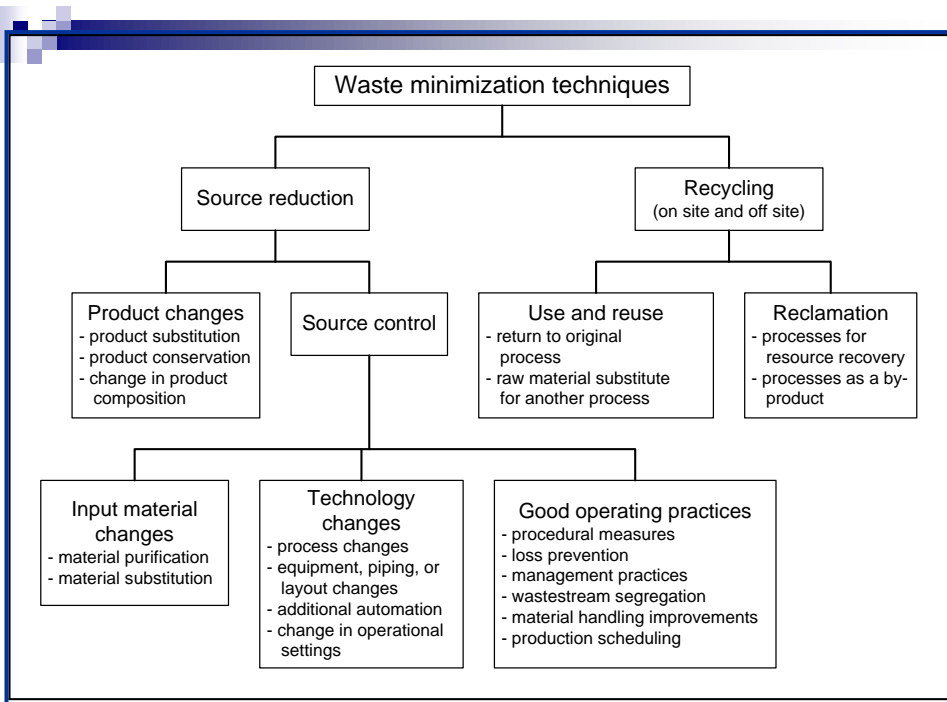 Waste minimization techniques
Source reduction
Recycling
(on site and off site)
Product changes
- product substitution
- product conservation
- change in product
composition
Source control
Use and reuse
- return to original
process
- raw material substitute
for another process
Reclamation
- processes for
resource recovery
- processes as a by-
product
Input material
changes
- material purification
- material substitution
Technology
changes
- process changes
- equipment, piping, or
layout changes
- additional automation
- change in operational
settings
Good operating practices
- procedural measures
- loss prevention
- management practices
- wastestream segregation
- material handling improvements
- production scheduling